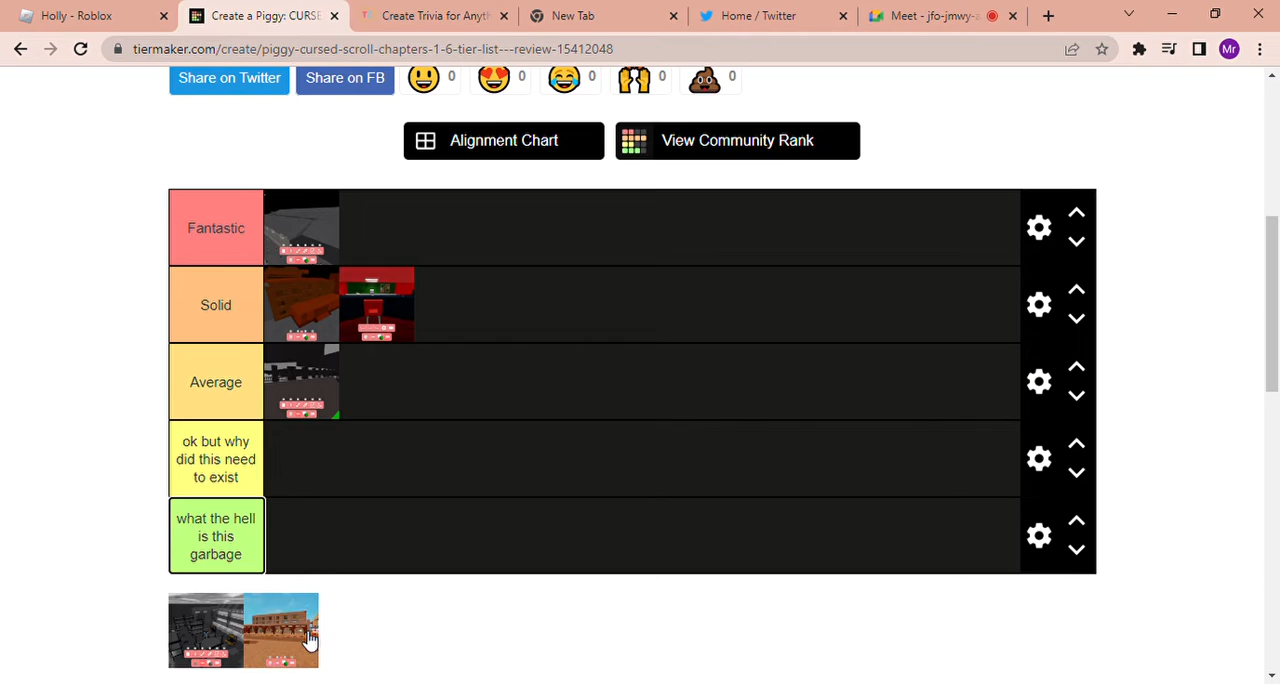 Holly - Roblox
Create a Piggy: CURSE
Create Trivia for Anyth
New Tab
Home / Twitter
Meet - jfo-jmwy-
tiermaker.com/create/piggy-cursed-scroll-chapters-1-6-tier-list---review-15412048
Mr
Share on Twitter
Share on FB
0
0
0
0
0
Alignment Chart
View Community Rank
Fantastic
Solid
Average
ok but why
did this need
to exist
what the hell
is this
garbage